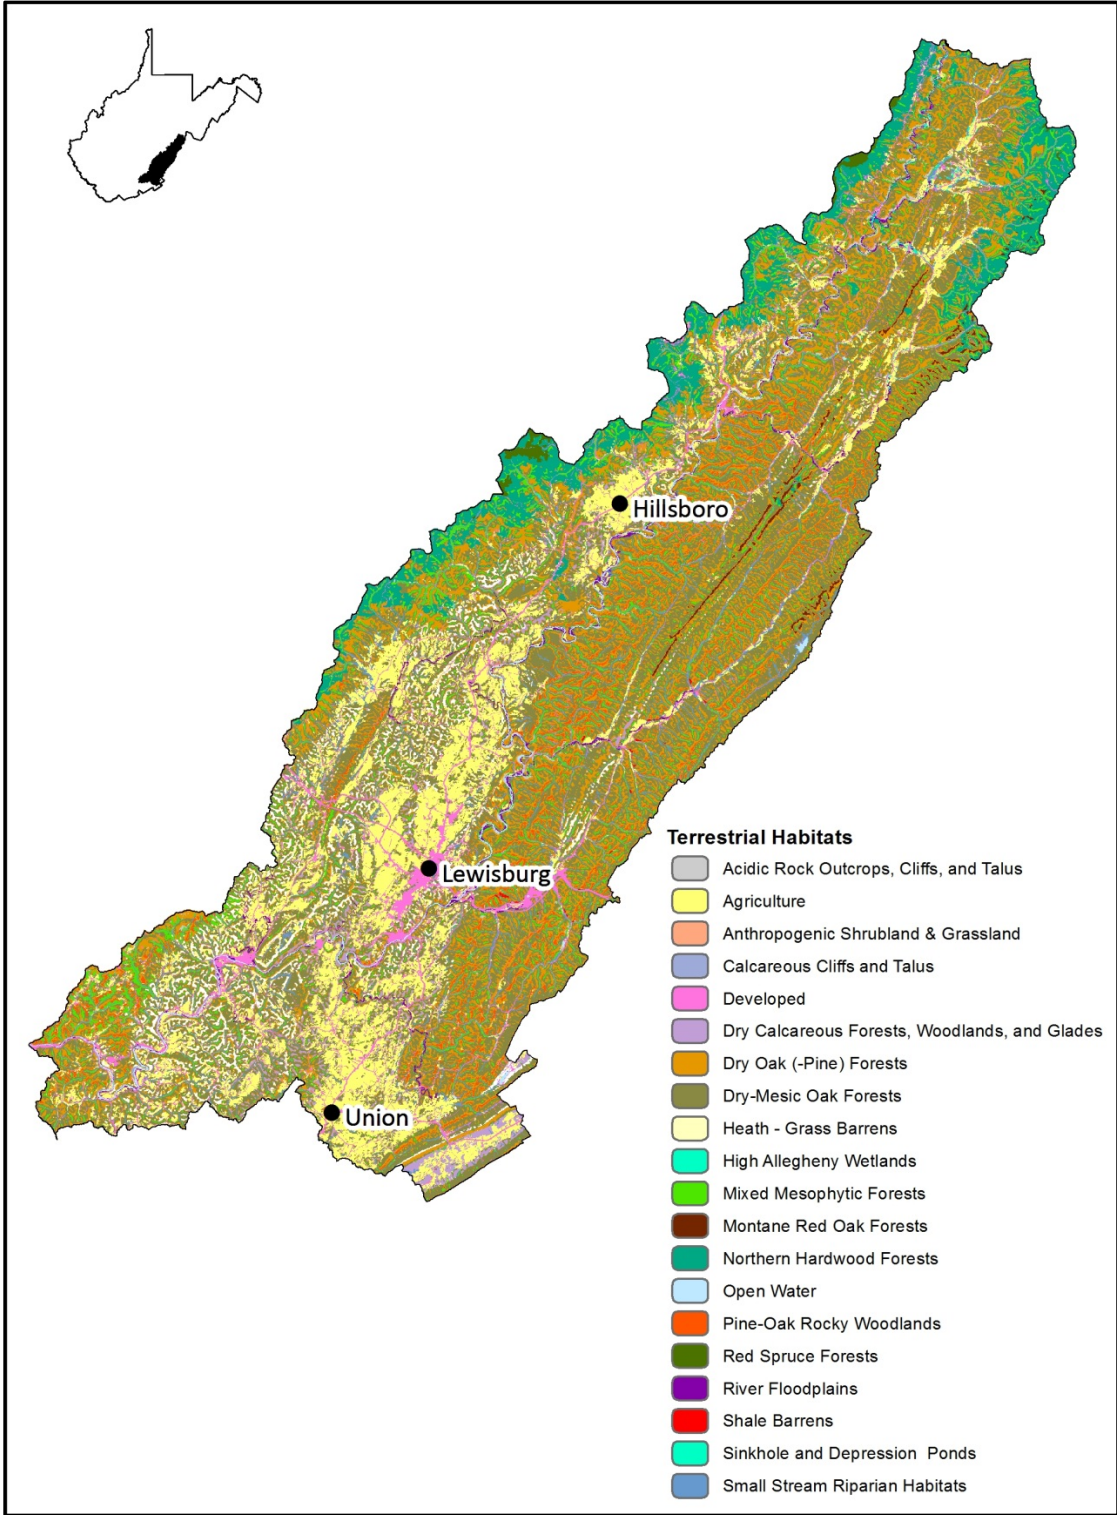 Hillsboro
Lewisburg
Union
Terrestrial Habitats
Acidic Rock Outcrops, Cliffs, and Talus
Agriculture
Anthropogenic Shrubland & Grassland
Calcareous Cliffs and Talus
Developed
Dry Calcareous Forests, Woodlands, and Glades
Dry Oak (-Pine) Forests
Dry-Mesic Oak Forests
Heath - Grass Barrens
High Allegheny Wetlands
Mixed Mesophytic Forests
Montane Red Oak Forests
Northern Hardwood Forests
Open Water
Pine-Oak Rocky Woodlands
Red Spruce Forests
River Floodplains
Shale Barrens
Sinkhole and Depression  Ponds
Small Stream Riparian Habitats